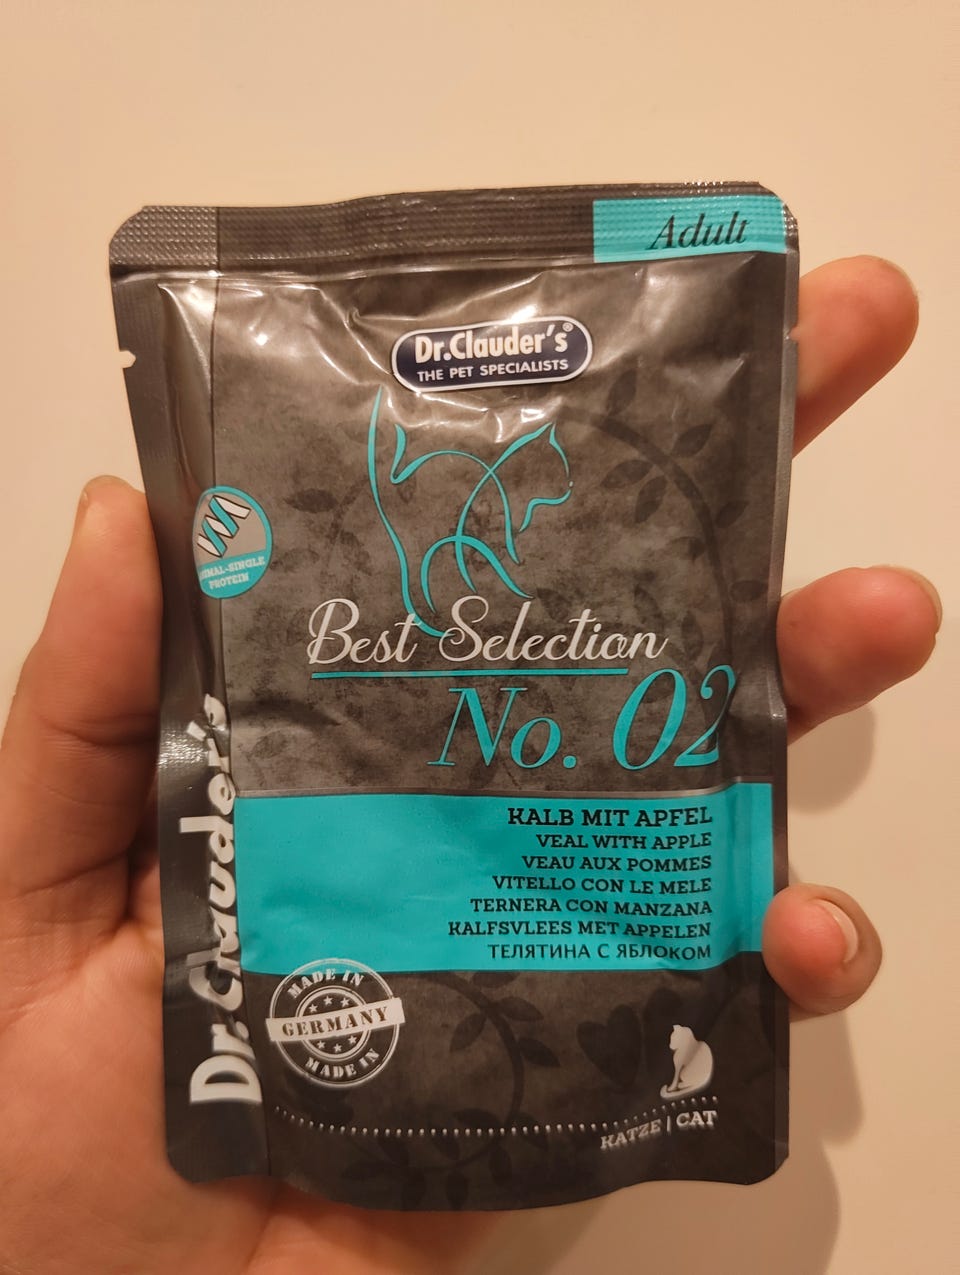 Adult
Dr.Clauder's®
THE PET SPECIALISTS
ANIMAL-SINGLE
PROTEIN
Best Selection
No. 02
KALB MIT APFEL
VEAL WITH APPLE
VEAU AUX POMMES
VITELLO CON LE MELE
TERNERA CON MANZANA
KALFSVLEES MET APPELEN
ТЕЛЯТИНА С ЯБЛОКОМ
Dr.Clauder's
MADE IN
GERMANY
MADE IN
KATZE | CAT